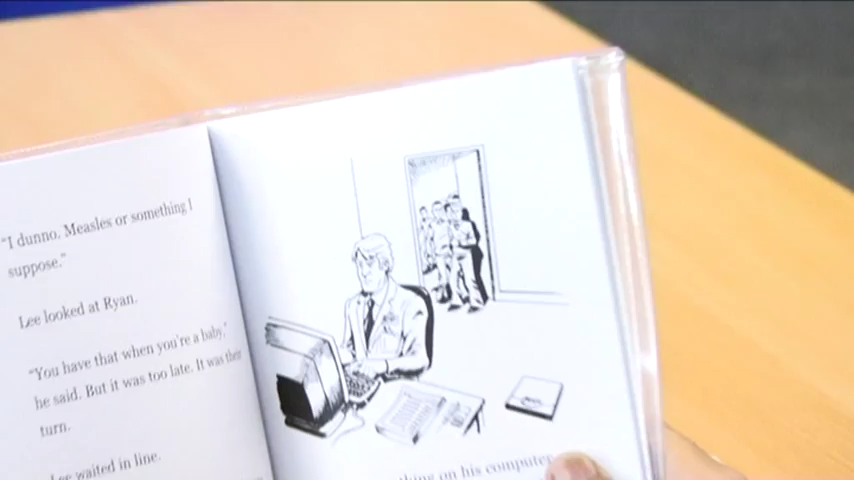 "I dunno. Measles or something I
suppose."
Lee looked at Ryan.
"You have that when you're a baby,"
he said. But it was too late. It was their
turn.
Lee waited in line.
on his computer